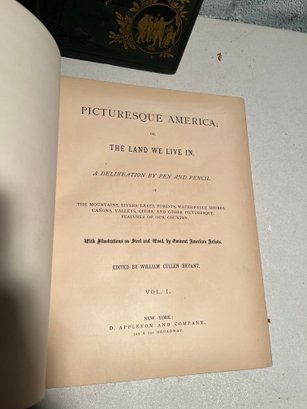 PICTURESQUE AMERICA;
OR,
THE LAND WE LIVE IN.
A DELINEATION BY PEN AND PENCIL
OF
THE MOUNTAINS, RIVERS, LAKES, FORESTS, WATER-FALLS, SHORES,
CAÑONS, VALLEYS, CITIES, AND OTHER PICTURESQUE
FEATURES OF OUR COUNTRY.
With Illustrations on Steel and Wood, by Eminent American Artists.
EDITED BY WILLIAM CULLEN BRYANT.
VOL. I.
NEW YORK:
D. APPLETON AND COMPANY,
BROADWAY.